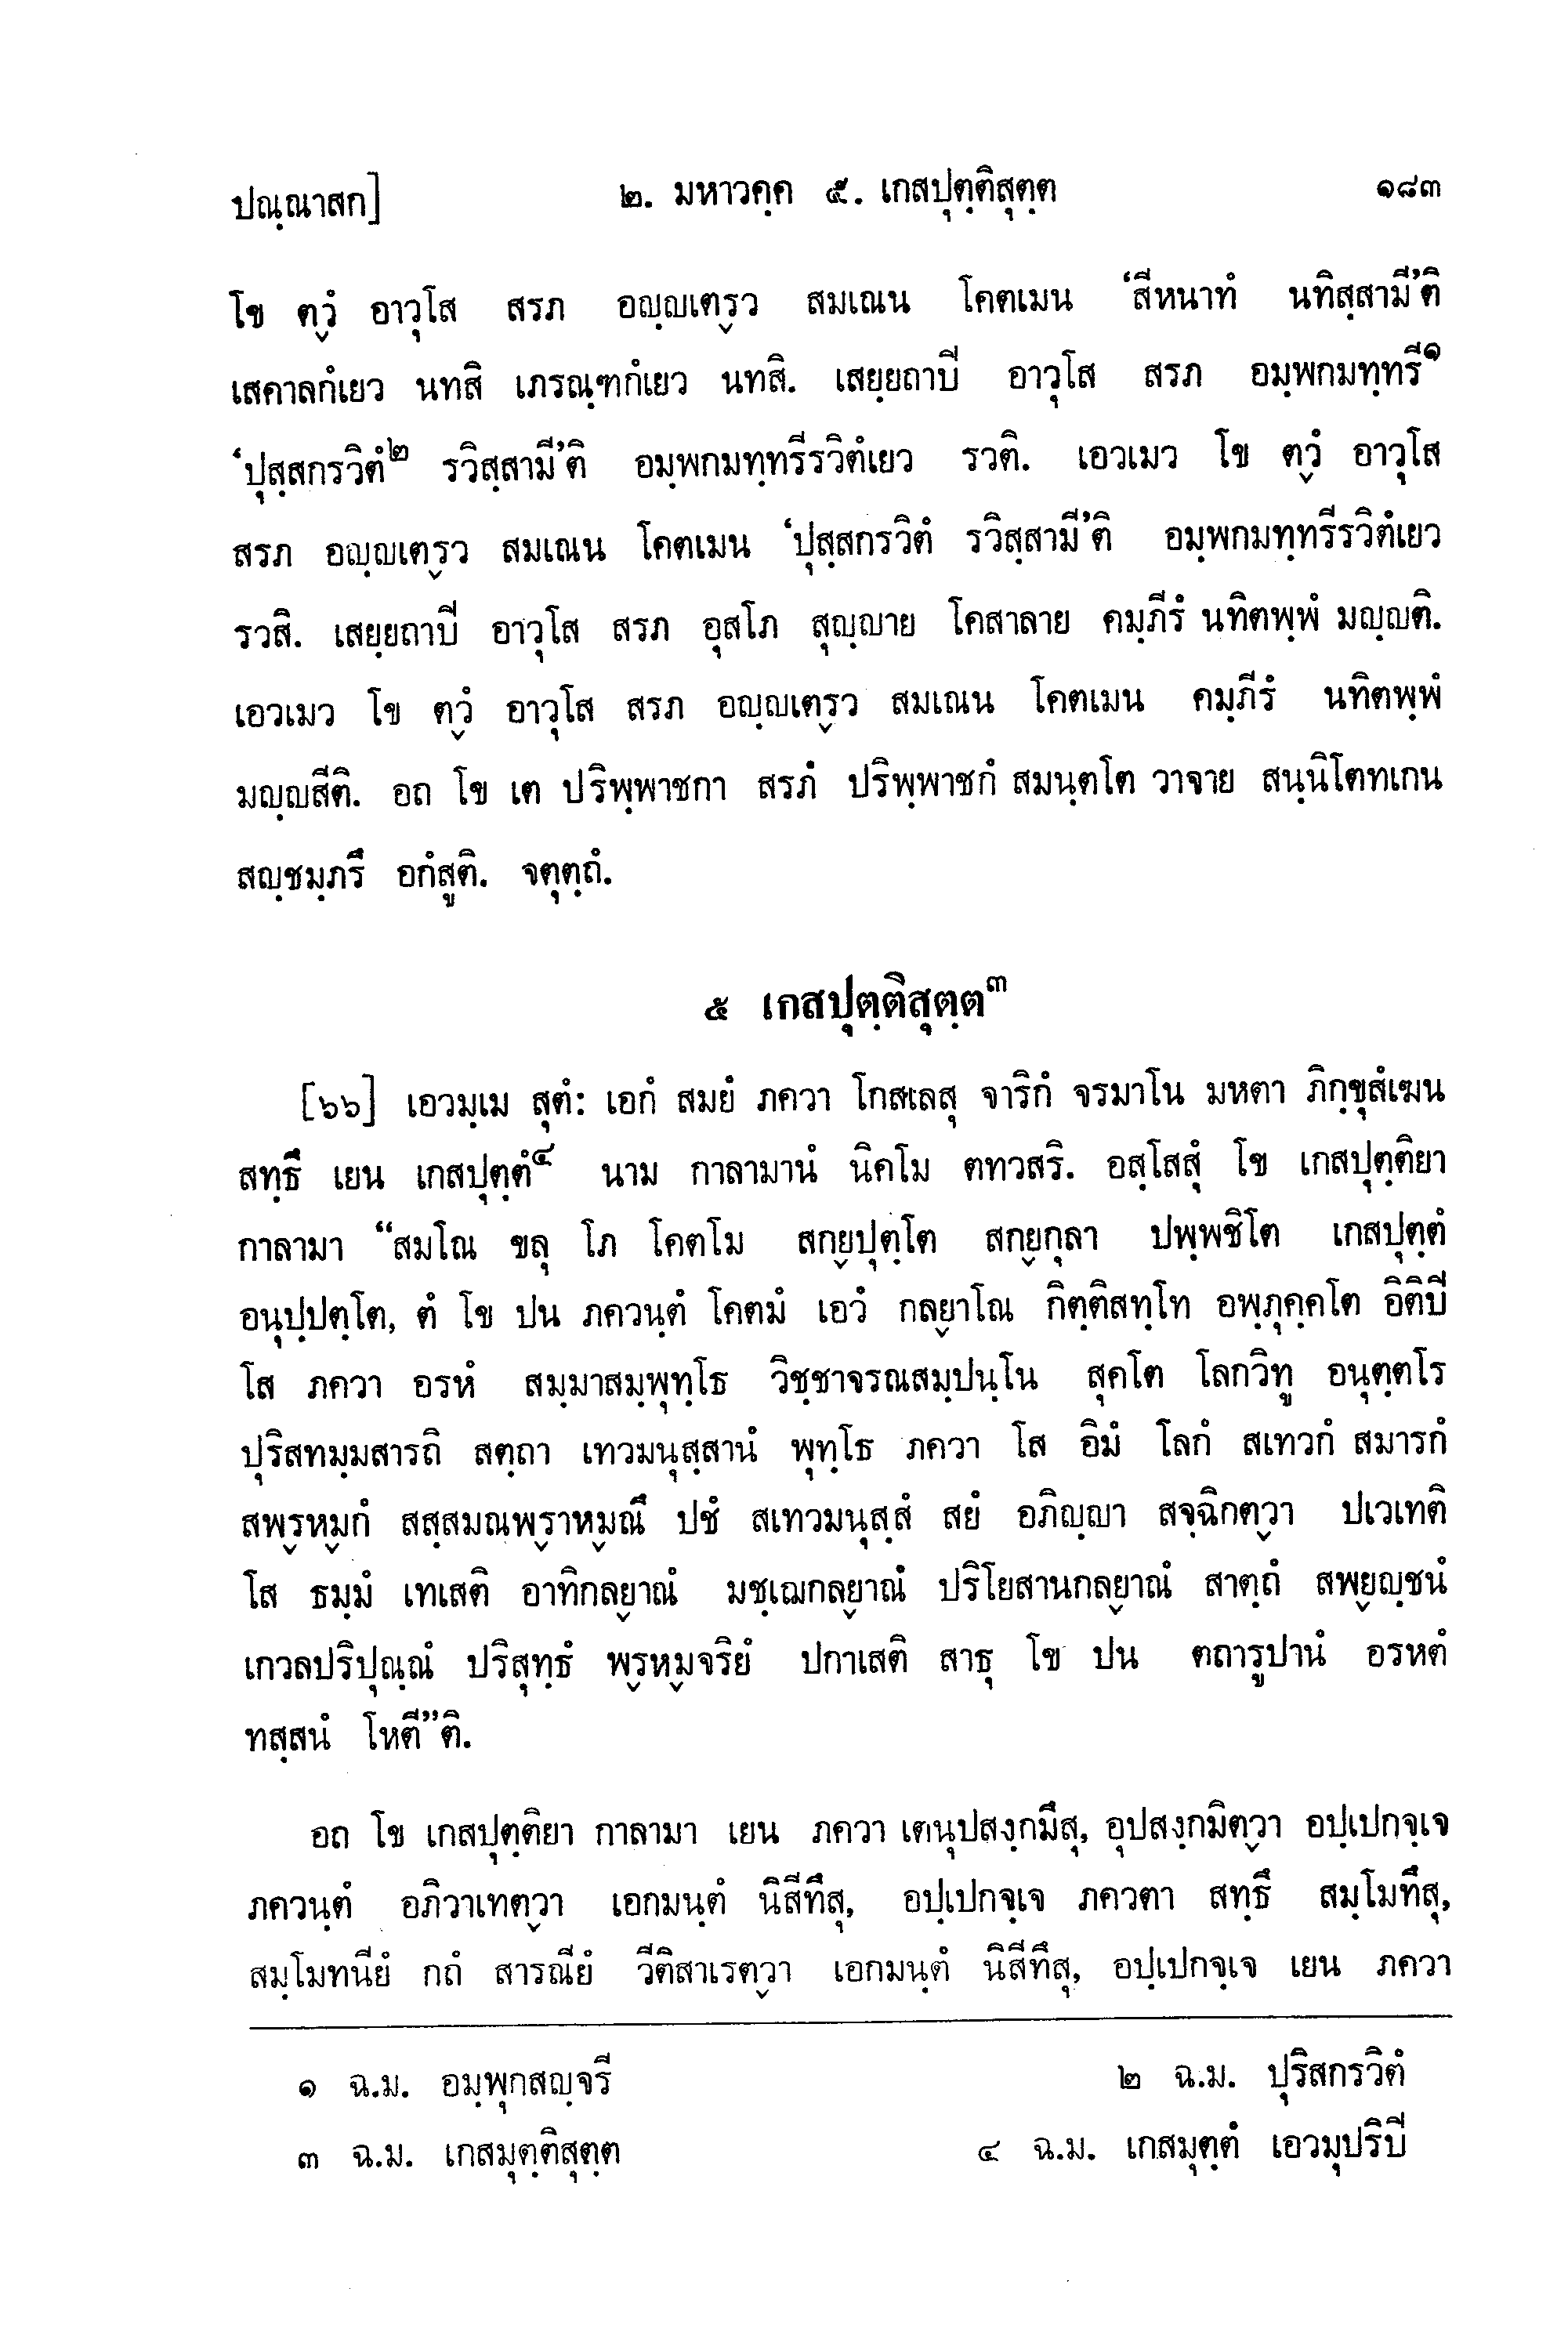 ปณฺณาสก] ๒. มหาวคฺค ๕. เกสปุตฺติสุตฺต ๑๘๓
โข ตฺวํ อาวุโส สรภ อญฺญเตฺรว สมเณน โคตเมน ‘สีหนาทํ นทิสฺสามี’ติ
เสคาลกํเยว นทสิ เภรณฺฑกํเยว นทสิ. เสยฺยถาปี อาวุโส สรภ อมฺพกมทฺทรี๑
‘ปุสฺสกรวิตํ๒ รวิสฺสามี’ติ อมฺพกมทฺทรีรวิตํเยว รวติ. เอวเมว โข ตฺวํ อาวุโส
สรภ อญฺญเตฺรว สมเณน โคตเมน ‘ปุสฺสกรวิตํ รวิสฺสามี’ติ อมฺพกมทฺทรีรวิตํเยว
รวสิ. เสยฺยถาปี อาวุโส สรภ อุสโภ สุญฺญาย โคสาลาย คมฺภีรํ นทิตพฺพํ มญฺญติ.
เอวเมว โข ตฺวํ อาวุโส สรภ อญฺญเตฺรว สมเณน โคตเมน คมฺภีรํ นทิตพฺพํ
มญฺญสีติ. อถ โข เต ปริพฺพาชกา สรภํ ปริพฺพาชกํ สมนฺตโต วาจาย สนฺนิโตทเกน
สญฺชมฺภรึ อกํสูติ. จตุตฺถํ.
๕ เกสปุตฺติสุตฺต๓
[๖๖] เอวมฺเม สุตํ: เอกํ สมยํ ภควา โกสเลสุ จาริกํ จรมาโน มหตา ภิกฺขุสํเฆน
สทฺธึ เยน เกสปุตฺตํ๔ นาม กาลามานํ นิคโม ตทวสริ. อสฺโสสุํ โข เกสปุตฺติยา
กาลามา “สมโณ ขลุ โภ โคตโม สกฺยปุตฺโต สกฺยกุลา ปพฺพชิโต เกสปุตฺตํ
อนุปฺปตฺโต, ตํ โข ปน ภควนฺตํ โคตมํ เอวํ กลฺยาโณ กิตฺติสทฺโท อพฺภุคฺคโต อิติปี
โส ภควา อรหํ สมฺมาสมฺพุทฺโธ วิชฺชาจรณสมฺปนฺโน สุคโต โลกวิทู อนุตฺตโร
ปุริสทมฺมสารถิ สตฺถา เทวมนุสฺสานํ พุทฺโธ ภควา โส อิมํ โลกํ สเทวกํ สมารกํ
สพฺรหฺมกํ สสฺสมณพฺราหฺมณึ ปชํ สเทวมนุสฺสํ สยํ อภิญฺญา สจฺฉิกตฺวา ปเวเทติ
โส ธมฺมํ เทเสติ อาทิกลฺยาณํ มชฺเฌกลฺยาณํ ปริโยสานกลฺยาณํ สาตฺถํ สพฺยญฺชนํ
เกวลปริปุณฺณํ ปริสุทฺธํ พฺรหฺมจริยํ ปกาเสติ สาธุ โข ปน ตถารูปานํ อรหตํ
ทสฺสนํ โหตี”ติ.
อถ โข เกสปุตฺติยา กาลามา เยน ภควา เตนุปสงฺกมึสุ, อุปสงฺกมิตฺวา อปฺเปกจฺเจ
ภควนฺตํ อภิวาเทตฺวา เอกมนฺตํ นิสีทึสุ, อปฺเปกจฺเจ ภควตา สทฺธึ สมฺโมทึสุ,
สมฺโมทนียํ กถํ สารณียํ วีติสาเรตฺวา เอกมนฺตํ นิสีทึสุ, อปฺเปกจฺเจ เยน ภควา
๑ ฉ.ม. อมฺพุกสญฺจรี ๒ ฉ.ม. ปุริสกรวิตํ
๓ ฉ.ม. เกสมุตฺติสุตฺต ๔ ฉ.ม. เกสมุตฺตํ เอวมุปริปี